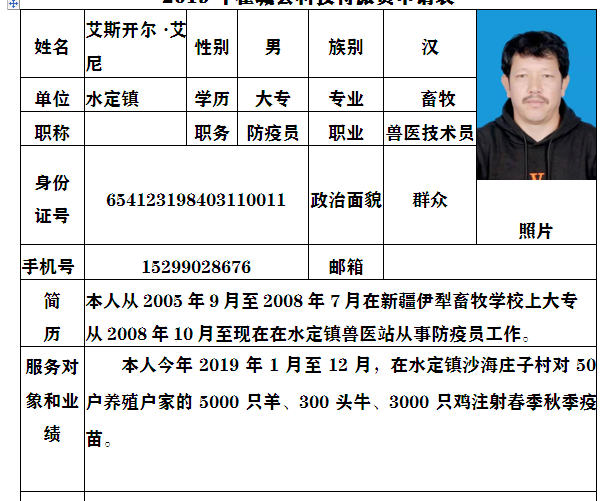 姓名 艾斯开尔·艾尼 性别 男 族别 汉
单位 水定镇 学历 大专 专业 畜牧
职称 职务 防疫员 职业 兽医技术员
身份证号 654123198403110011 政治面貌 群众
照片
手机号 15299028676 邮箱
简历 本人从 2005 年 9 月至 2008 年 7 月在新疆伊犁畜牧学校上大专
从 2008 年 10 月至现在在水定镇兽医站从事防疫员工作。
服务对象和业绩 本人今年 2019 年 1 月至 12 月，在水定镇沙海庄子村对 50
户养殖户家的 5000 只羊、300 头牛、3000 只鸡注射春季秋季疫
苗。